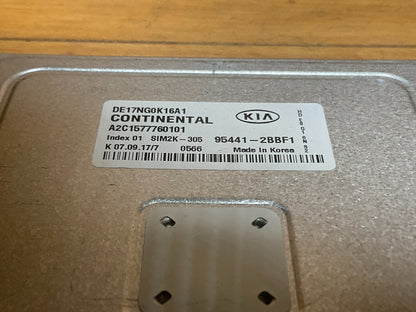 DE17NG0K16A1
CONTINENTAL
KIA
A2C1577760101
Index 01 SIM2K-305 95441-2BBF1
K 07.09.17/7 0566 Made in Korea